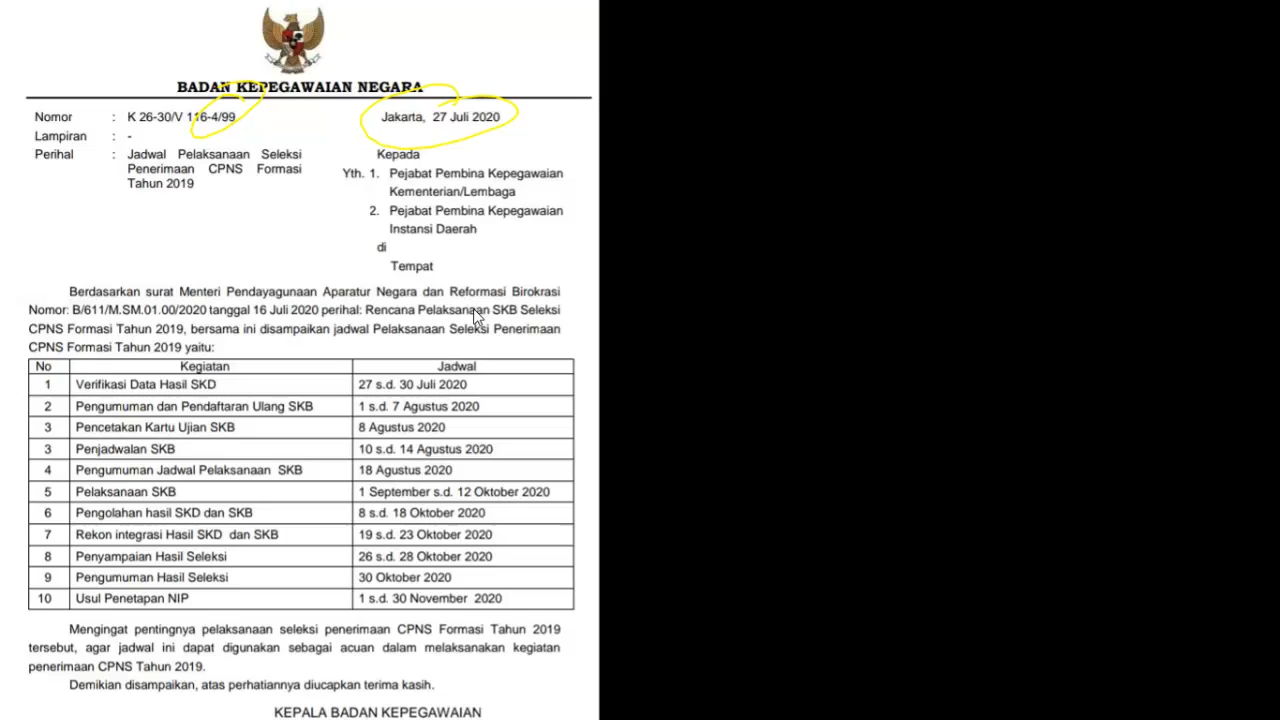 BADAN KEPEGAWAIAN NEGARA
Nomor : K 26-30/V 116-4/99 Jakarta, 27 Juli 2020
Lampiran : -
Perihal : Jadwal Pelaksanaan Seleksi
Penerimaan CPNS Formasi
Tahun 2019
Kepada
Yth. 1. Pejabat Pembina Kepegawaian
Kementerian/Lembaga
2. Pejabat Pembina Kepegawaian
Instansi Daerah
di
Tempat
Berdasarkan surat Menteri Pendayagunaan Aparatur Negara dan Reformasi Birokrasi
Nomor: B/611/M.SM.01.00/2020 tanggal 16 Juli 2020 perihal: Rencana Pelaksanaan SKB Seleksi
CPNS Formasi Tahun 2019, bersama ini disampaikan jadwal Pelaksanaan Seleksi Penerimaan
CPNS Formasi Tahun 2019 yaitu:
No Kegiatan Jadwal
1 Verifikasi Data Hasil SKD 27 s.d. 30 Juli 2020
2 Pengumuman dan Pendaftaran Ulang SKB 1 s.d. 7 Agustus 2020
3 Pencetakan Kartu Ujian SKB 8 Agustus 2020
3 Penjadwalan SKB 10 s.d. 14 Agustus 2020
4 Pengumuman Jadwal Pelaksanaan SKB 18 Agustus 2020
5 Pelaksanaan SKB 1 September s.d. 12 Oktober 2020
6 Pengolahan hasil SKD dan SKB 8 s.d. 18 Oktober 2020
7 Rekon integrasi Hasil SKD dan SKB 19 s.d. 23 Oktober 2020
8 Penyampaian Hasil Seleksi 26 s.d. 28 Oktober 2020
9 Pengumuman Hasil Seleksi 30 Oktober 2020
10 Usul Penetapan NIP 1 s.d. 30 November 2020
Mengingat pentingnya pelaksanaan seleksi penerimaan CPNS Formasi Tahun 2019
tersebut, agar jadwal ini dapat digunakan sebagai acuan dalam melaksanakan kegiatan
penerimaan CPNS Tahun 2019.
Demikian disampaikan, atas perhatiannya diucapkan terima kasih.
KEPALA BADAN KEPEGAWAIAN